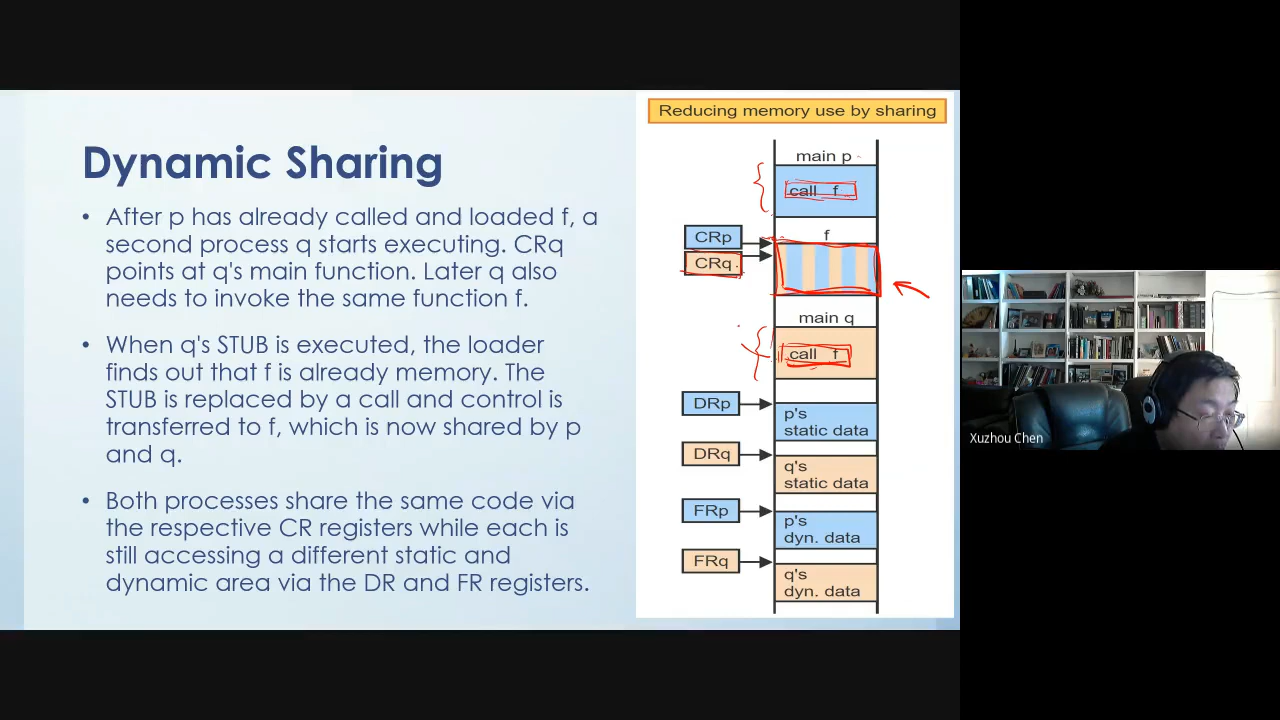 Dynamic Sharing
• After p has already called and loaded f, a
second process q starts executing. CRq
points at q's main function. Later q also
needs to invoke the same function f.
• When q's STUB is executed, the loader
finds out that f is already memory. The
STUB is replaced by a call and control is
transferred to f, which is now shared by p
and q.
• Both processes share the same code via
the respective CR registers while each is
still accessing a different static and
dynamic area via the DR and FR registers.
Reducing memory use by sharing
main p
call f
f
CRp
CRq
main q
call f
DRp
p's
static data
DRq
q's
static data
FRp
p's
dyn. data
FRq
q's
dyn. data
Xuzhou Chen